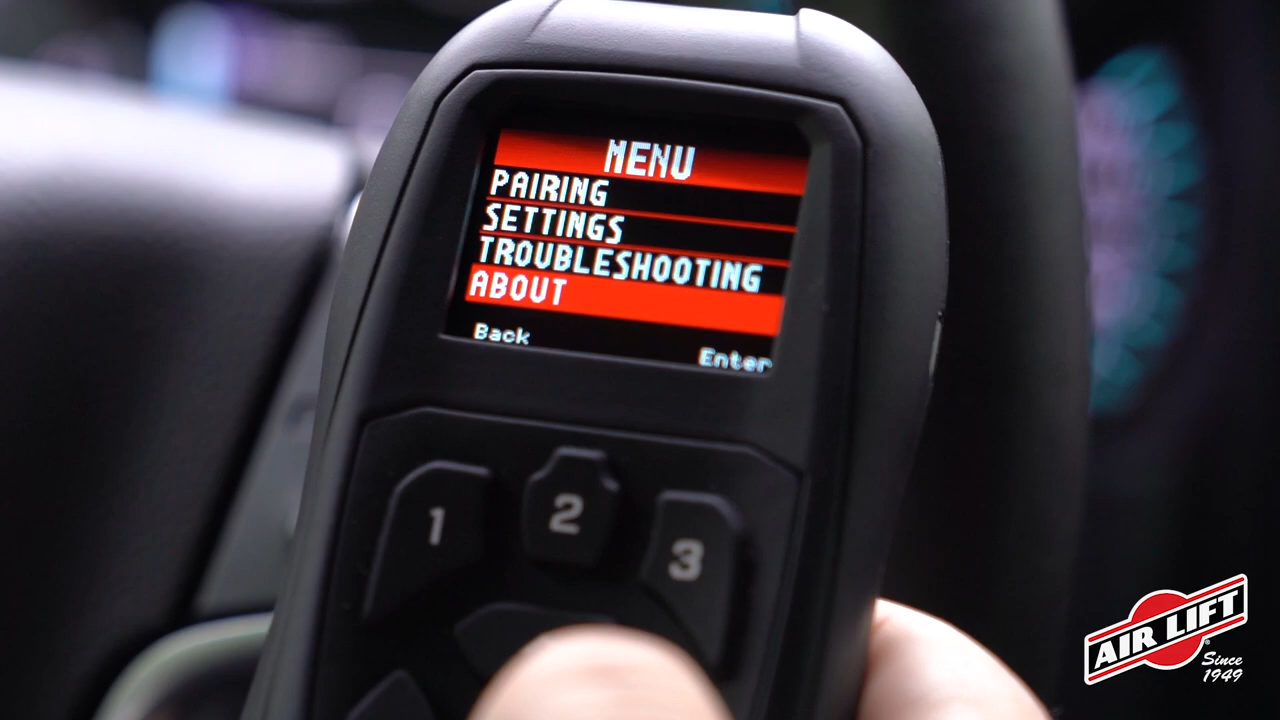 MENU
PAIRING
SETTINGS
TROUBLESHOOTING
ABOUT
Back
Enter
1
2
3
AIR LIFT
Since
1949